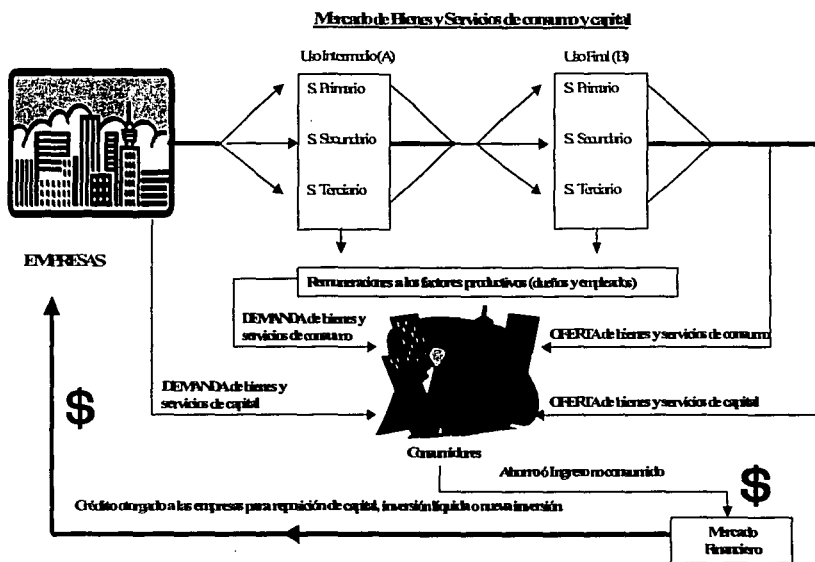 Mercado de Bienes y Servicios de consumo y capital
Uso Intermedio (A)
Uso Final (B)
S. Primario
S. Secundario
S. Terciario
S. Primario
S. Secundario
S. Terciario
EMPRESAS
Remuneraciones a los factores productivos (dueños y empleados)
DEMANDA de bienes y
servicios de consumo
OFERTA de bienes y servicios de consumo
DEMANDA de bienes y
servicios de capital
OFERTA de bienes y servicios de capital
$
Consumidores
Ahorro ó Ingreso no consumido
$
Crédito otorgado a las empresas para reposición de capital, inversión líquida o nueva inversión
Mercado
Financiero